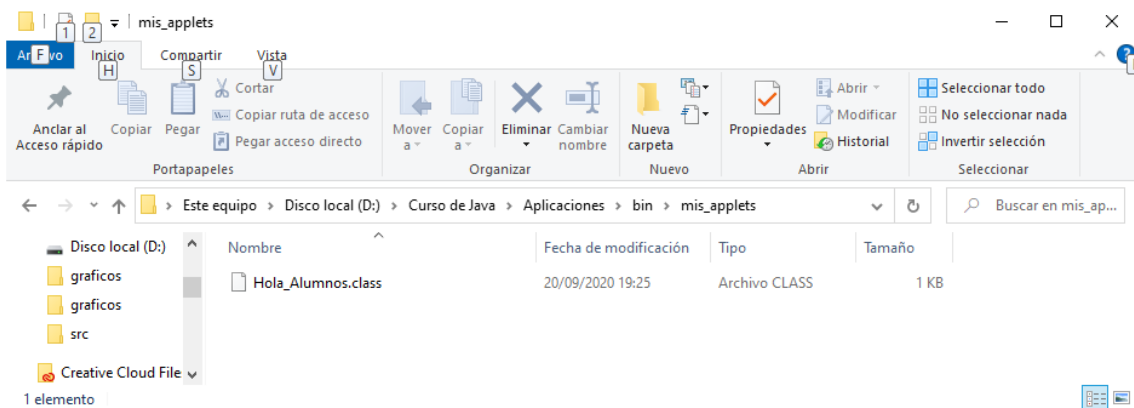 1 2 mis_applets
Ar F vo Inicio Compartir Vista
H S V
Anclar al Acceso rápido
Copiar
Pegar
Cortar
Copiar ruta de acceso
Pegar acceso directo
Portapapeles
Mover a
Copiar a
Eliminar
Cambiar nombre
Organizar
Nueva carpeta
Nuevo
Propiedades
Abrir
Modificar
Historial
Abrir
Seleccionar todo
No seleccionar nada
Invertir selección
Seleccionar
Este equipo > Disco local (D:) > Curso de Java > Aplicaciones > bin > mis_applets
Buscar en mis_ap...
Disco local (D:)
graficos
graficos
src
Creative Cloud File
Nombre Fecha de modificación Tipo Tamaño
Hola_Alumnos.class 20/09/2020 19:25 Archivo CLASS 1 KB
1 elemento